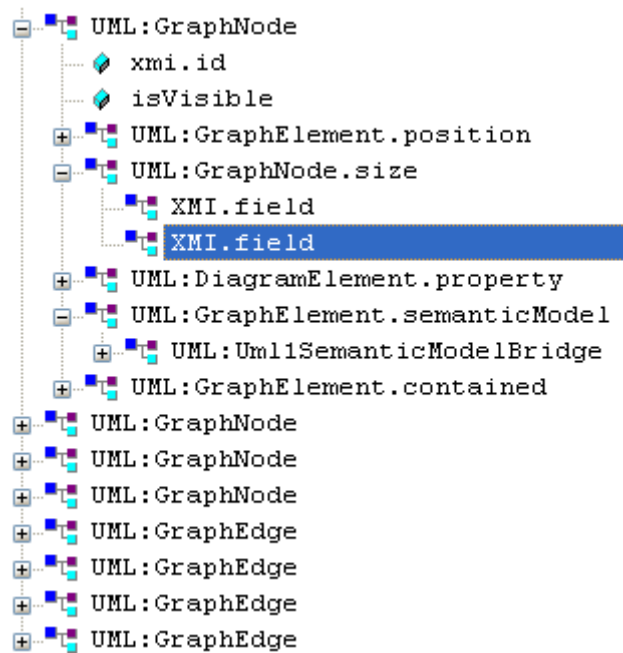 UML:GraphNode
xmi.id
isVisible
UML:GraphElement.position
UML:GraphNode.size
XMI.field
XMI.field
UML:DiagramElement.property
UML:GraphElement.semanticModel
UML:Uml1SemanticModelBridge
UML:GraphElement.contained
UML:GraphNode
UML:GraphNode
UML:GraphNode
UML:GraphEdge
UML:GraphEdge
UML:GraphEdge
UML:GraphEdge